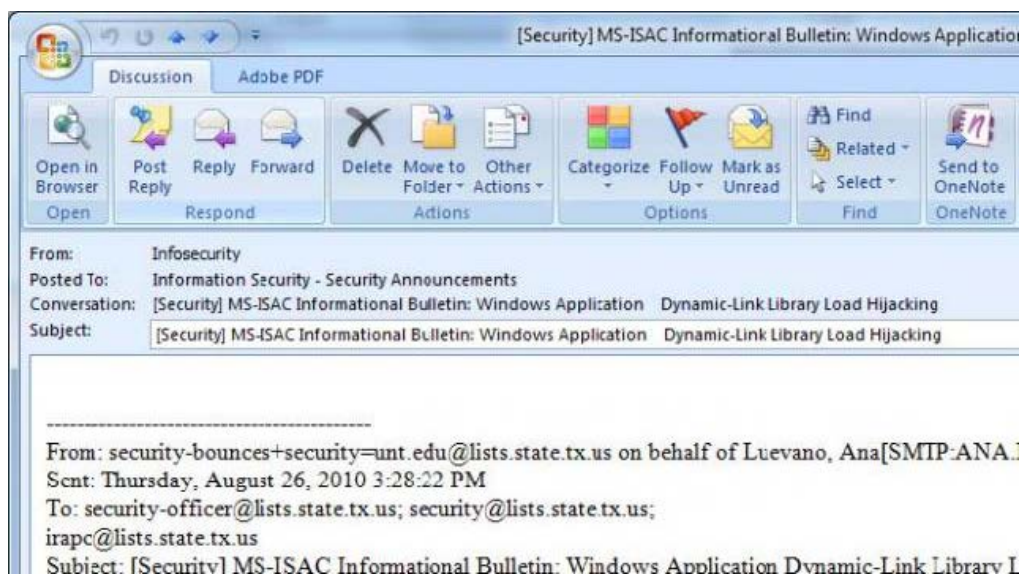 [Security] MS-ISAC Informational Bulletin: Windows Application
Discussion Adobe PDF
Open in Browser
Post Reply
Reply
Forward
Delete
Move to Folder
Other Actions
Categorize
Follow Up
Mark as Unread
Find
Related
Select
Send to OneNote
Open Respond Actions Options Find OneNote
From: Infosecurity
Posted To: Information Security - Security Announcements
Conversation: [Security] MS-ISAC Informational Bulletin: Windows Application Dynamic-Link Library Load Hijacking
Subject: [Security] MS-ISAC Informational Bulletin: Windows Application Dynamic-Link Library Load Hijacking
--------------------------------------------
From: security-bounces+security=unt.edu@lists.state.tx.us on behalf of Luevano, Ana[SMTP:ANA.
Sent: Thursday, August 26, 2010 3:28:22 PM
To: security-officer@lists.state.tx.us; security@lists.state.tx.us;
irapc@lists.state.tx.us
Subject: [Security] MS-ISAC Informational Bulletin: Windows Application Dynamic-Link Library L